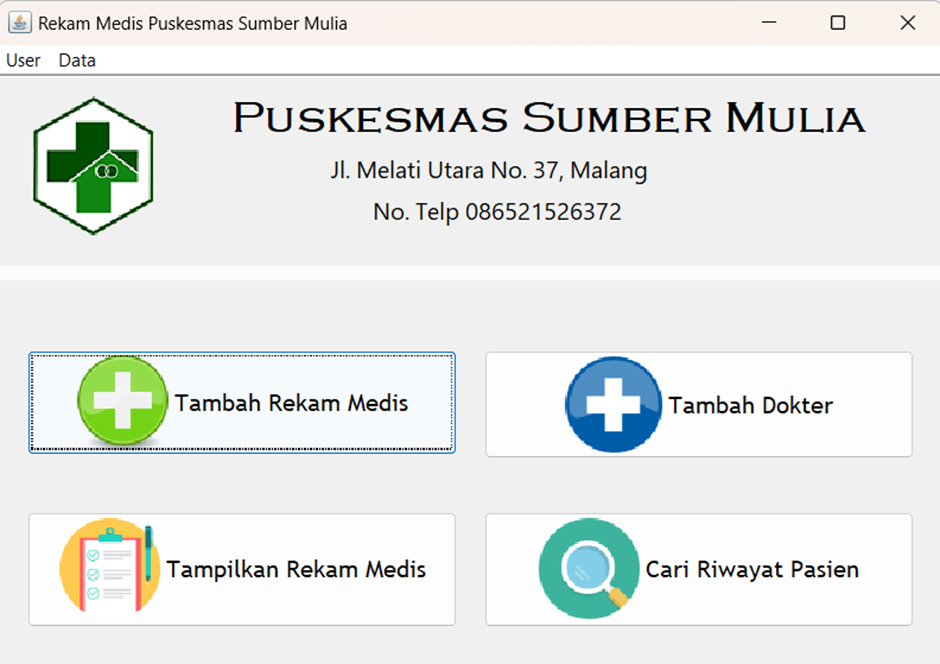 Rekam Medis Puskesmas Sumber Mulia
User Data
Puskesmas Sumber Mulia
Jl. Melati Utara No. 37, Malang
No. Telp 086521526372
Tambah Rekam Medis
Tambah Dokter
Tampilkan Rekam Medis
Cari Riwayat Pasien